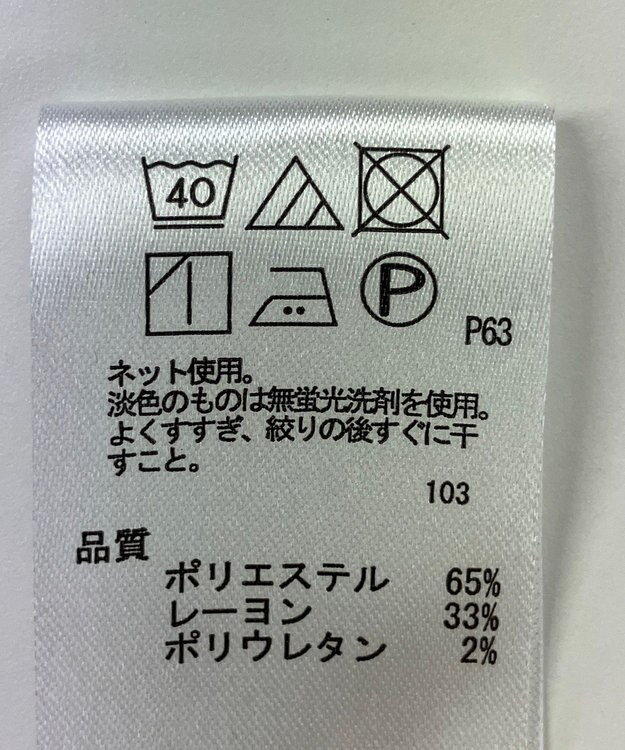 40
P
P63
ネット使用。
淡色のものは無蛍光洗剤を使用。
よくすすぎ、絞りの後すぐに干
すこと。
103
品質
ポリエステル 65%
レーヨン 33%
ポリウレタン 2%